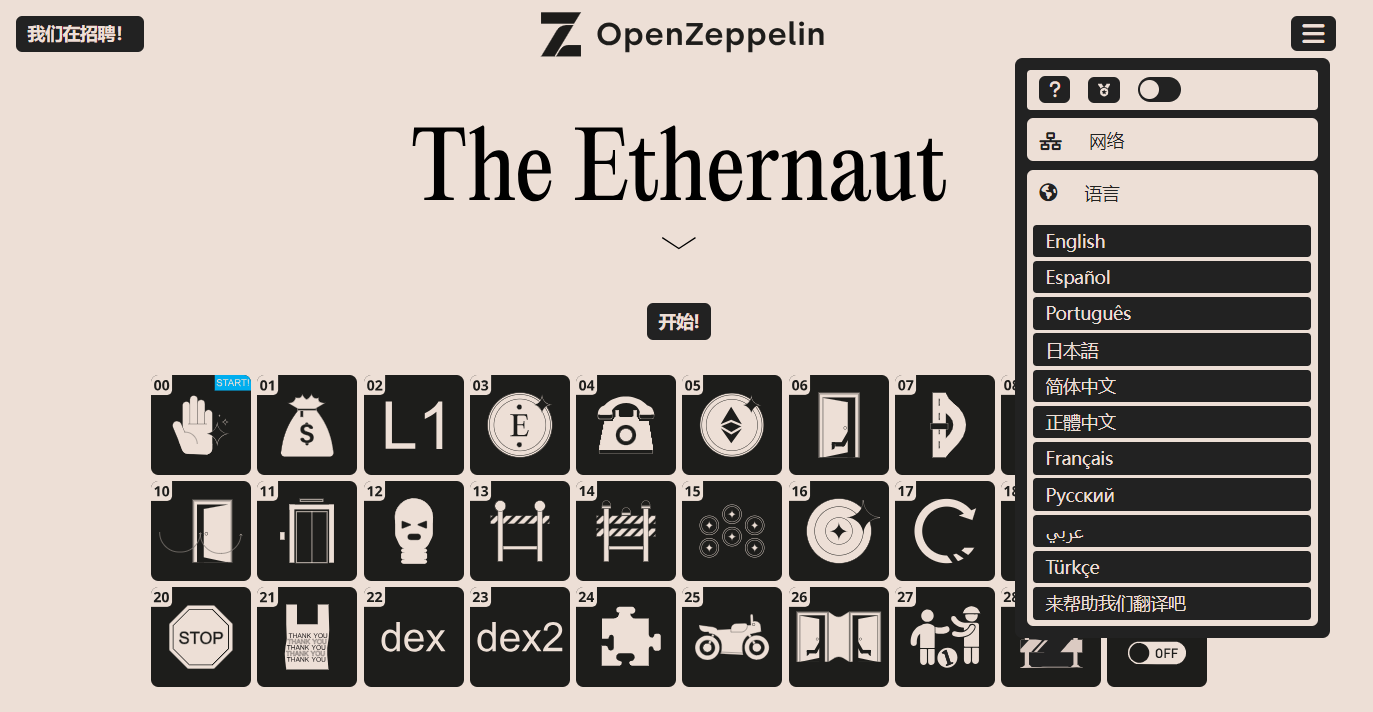 我们在招聘！
OpenZeppelin
?
网络
The Ethernaut
语言
English
Español
开始!
Português
日本語
简体中文
正體中文
Français
Русский
عربي
Türkçe
来帮助我们翻译吧
00 START! 01 02 03 04 05 06 07
$ L1 E
10 11 12 13 14 15 16 17
20 21 22 23 24 25 26 27
STOP
THANK YOU
THANK YOU
THANK YOU
THANK YOU
THANK YOU
dex dex2
OFF